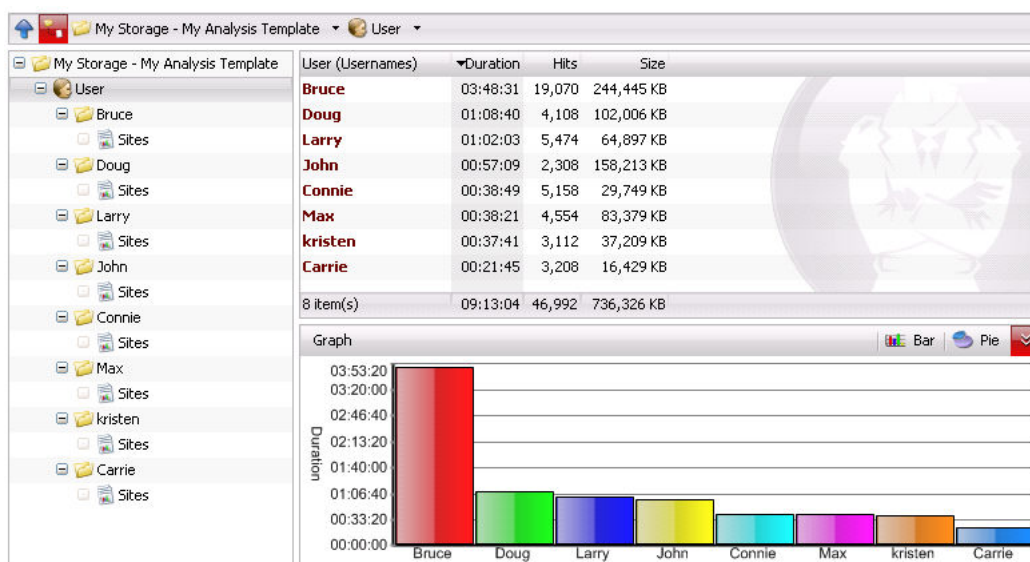 My Storage - My Analysis Template User
My Storage - My Analysis Template
User
Bruce
Sites
Doug
Sites
Larry
Sites
John
Sites
Connie
Sites
Max
Sites
kristen
Sites
Carrie
Sites
User (Usernames) Duration Hits Size
Bruce 03:48:31 19,070 244,445 KB
Doug 01:08:40 4,108 102,006 KB
Larry 01:02:03 5,474 64,897 KB
John 00:57:09 2,308 158,213 KB
Connie 00:38:49 5,158 29,749 KB
Max 00:38:21 4,554 83,379 KB
kristen 00:37:41 3,112 37,209 KB
Carrie 00:21:45 3,208 16,429 KB
8 item(s) 09:13:04 46,992 736,326 KB
Graph Bar Pie
Duration
03:53:20
03:20:00
02:46:40
02:13:20
01:40:00
01:06:40
00:33:20
00:00:00
Bruce Doug Larry John Connie Max kristen Carrie